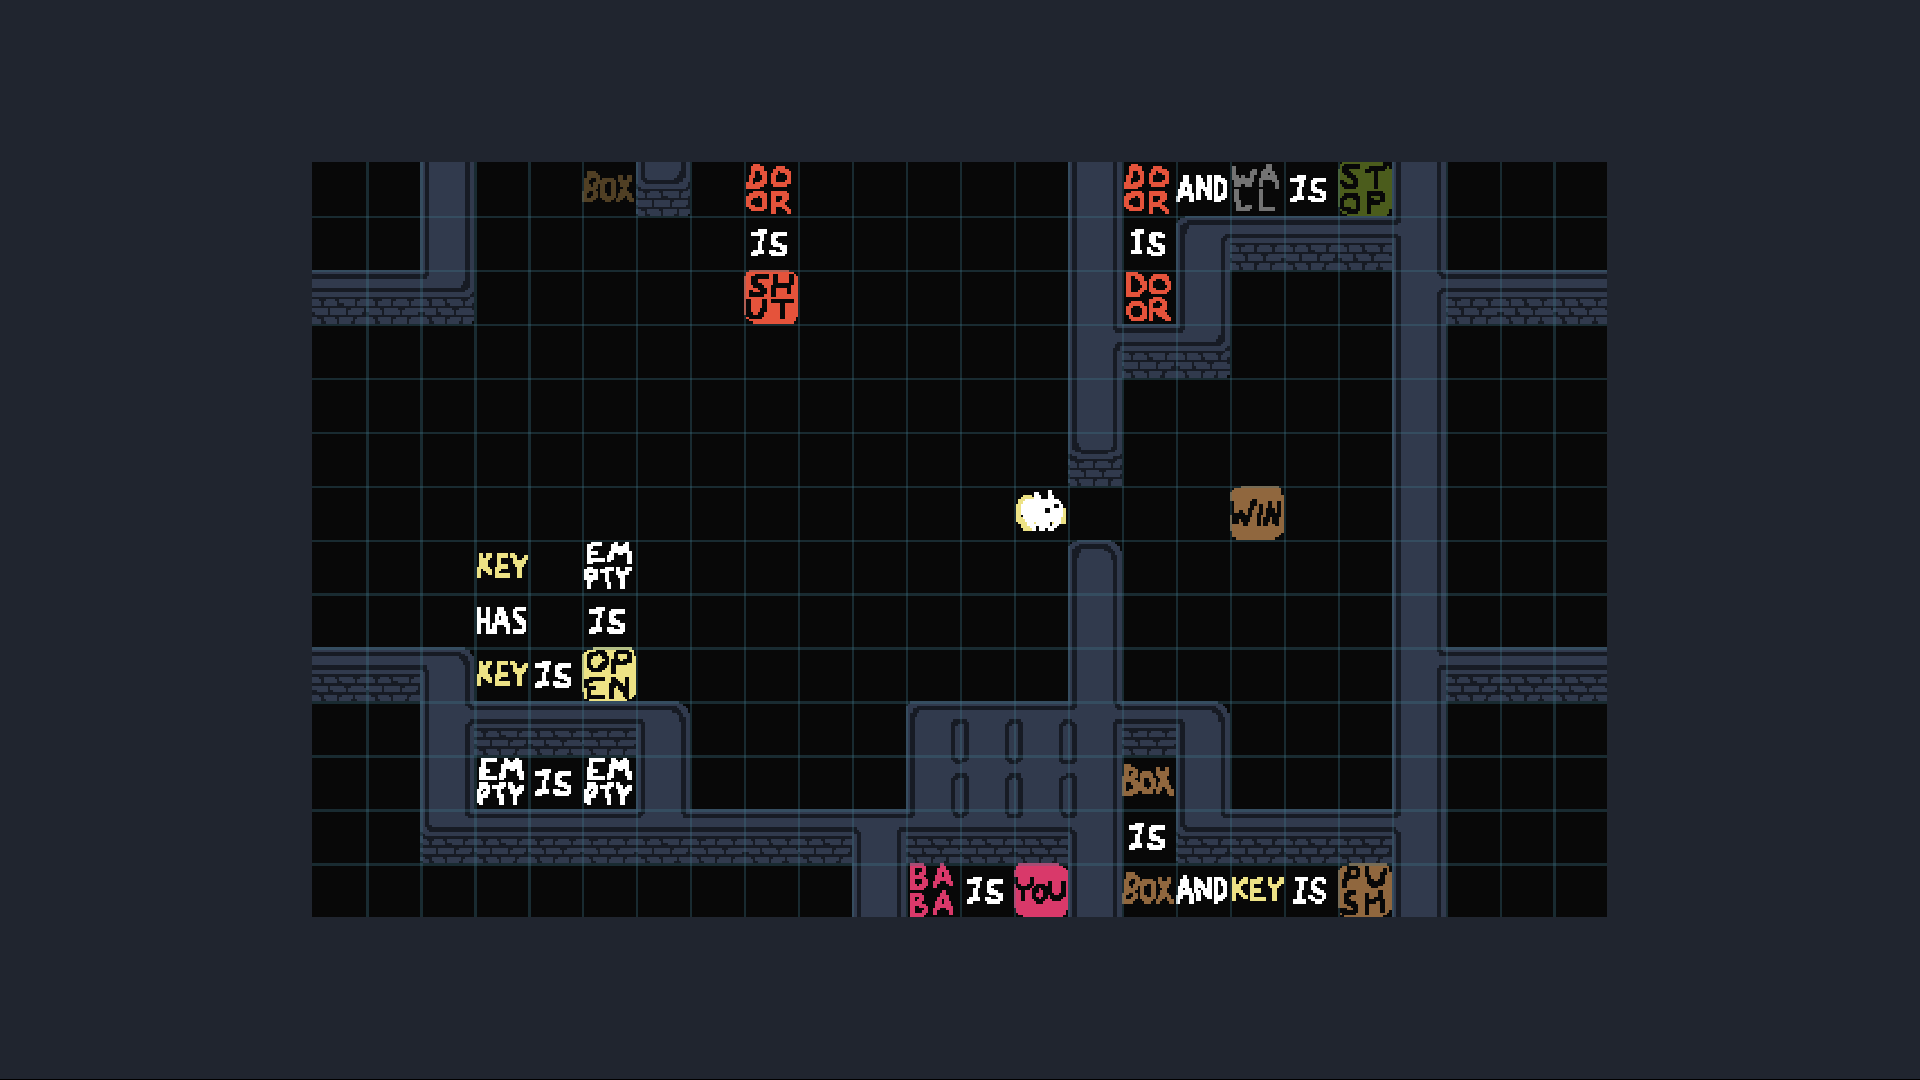 BOX DOOR DOOR AND WALL IS STOP
IS IS
SHUT DOOR
WIN
KEY EMPTY
HAS IS
KEY IS OPEN
EMPTY IS EMPTY BOX
IS
BABA IS YOU BOX AND KEY IS PUSH